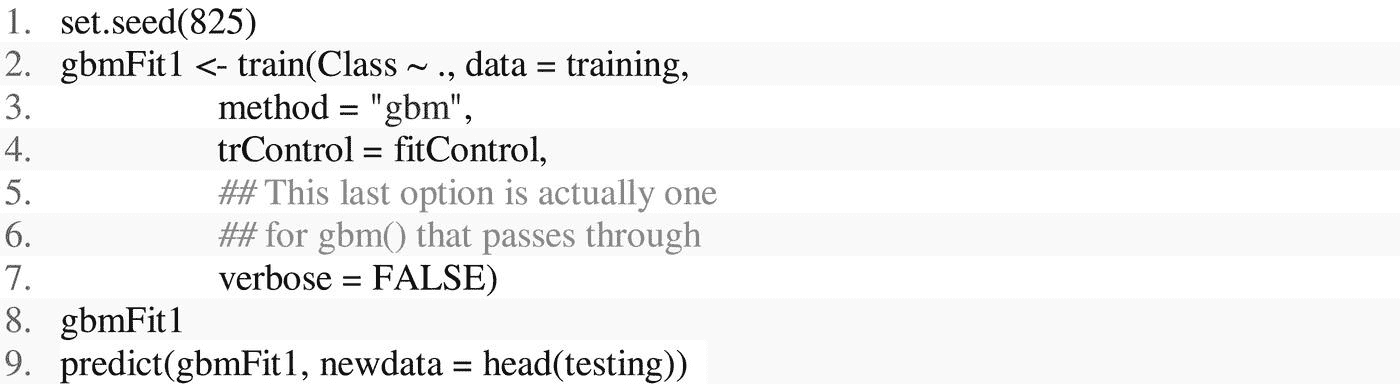 1. set.seed(825)
2. gbmFit1 <- train(Class ~ ., data = training,
3. method = "gbm",
4. trControl = fitControl,
5. ## This last option is actually one
6. ## for gbm() that passes through
7. verbose = FALSE)
8. gbmFit1
9. predict(gbmFit1, newdata = head(testing))